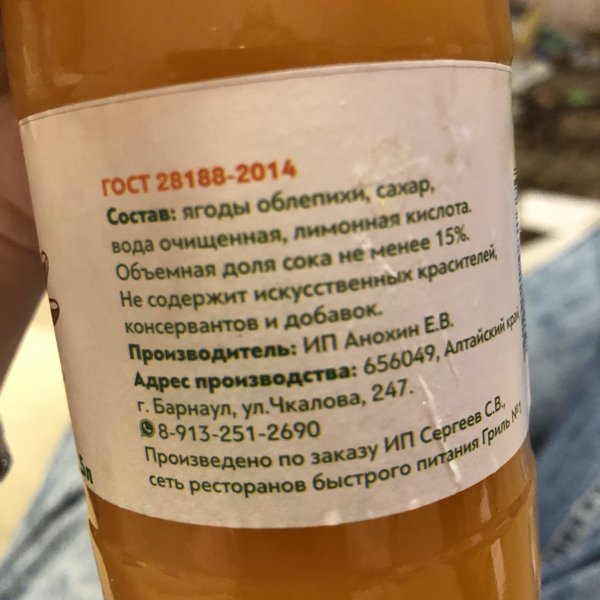 ГОСТ 28188-2014
Состав: ягоды облепихи, сахар,
вода очищенная, лимонная кислота.
Объемная доля сока не менее 15%.
Не содержит искусственных красителей,
консервантов и добавок.
Производитель: ИП Анохин Е.В.
Адрес производства: 656049, Алтайский край,
г. Барнаул, ул.Чкалова, 247.
8-913-251-2690
Произведено по заказу ИП Сергеев С.В.,
сеть ресторанов быстрого питания Гриль №1
5л